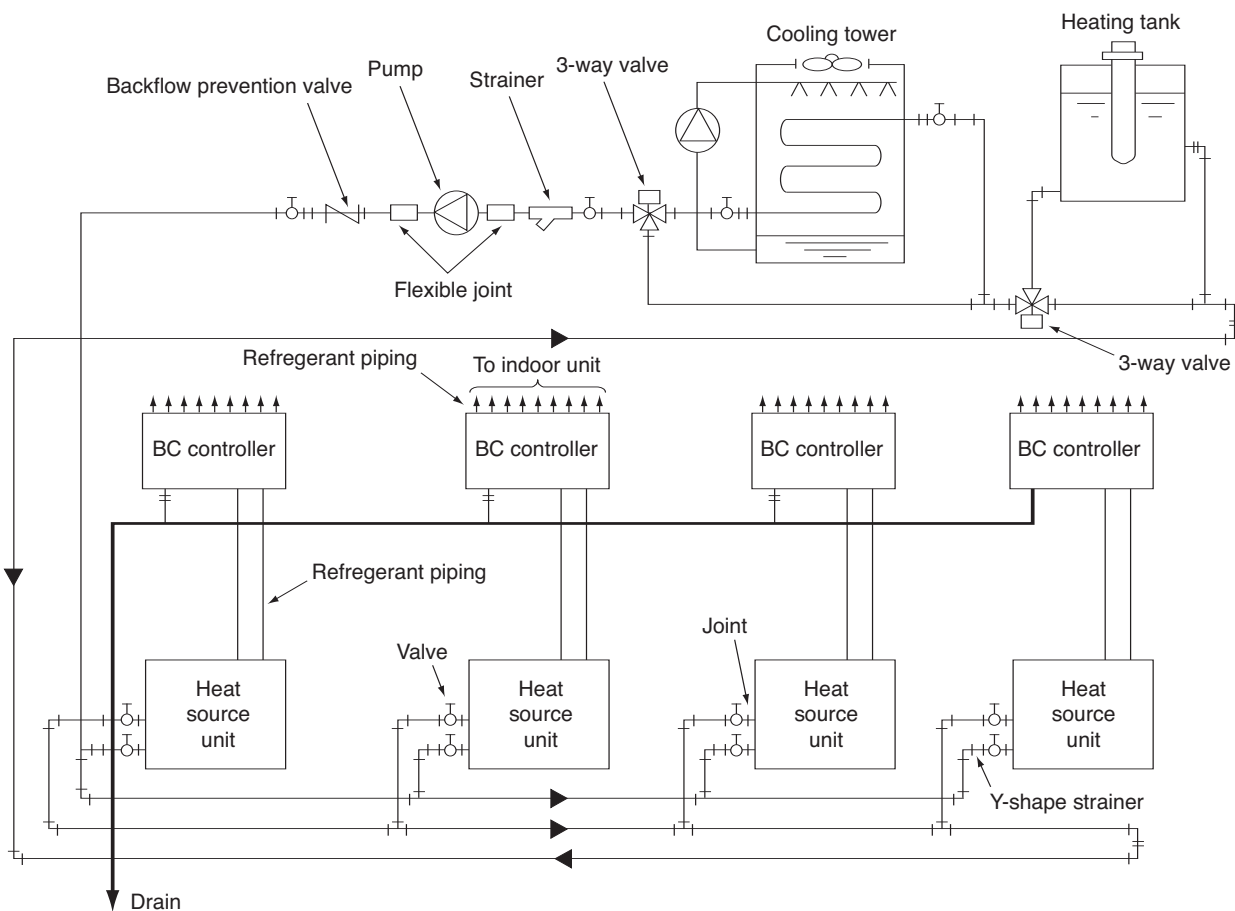 Heating tank
Cooling tower
3-way valve
Pump
Strainer
Backflow prevention valve
Flexible joint
3-way valve
Refregerant piping
To indoor unit
BC controller
BC controller
BC controller
BC controller
Refregerant piping
Joint
Valve
Heat
source
unit
Heat
source
unit
Heat
source
unit
Heat
source
unit
Y-shape strainer
Drain